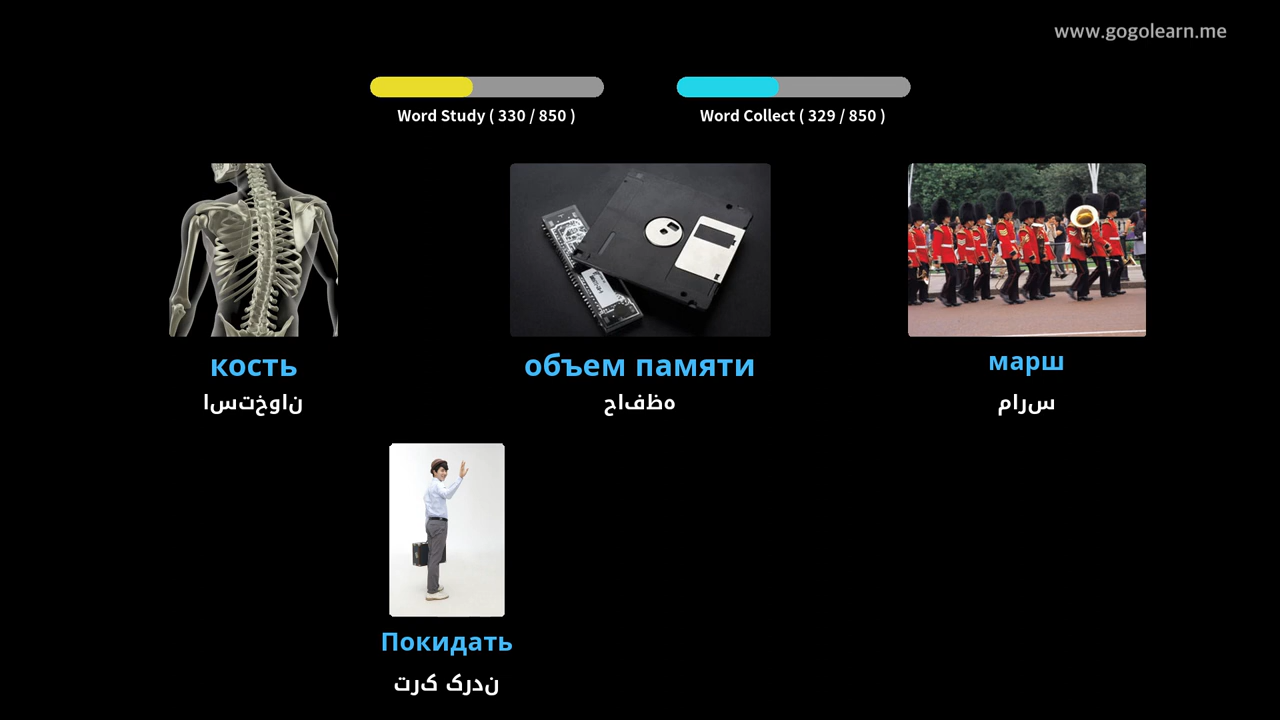 www.gogolearn.me
Word Study ( 330 / 850 )
Word Collect ( 329 / 850 )
кость
استخوان
объем памяти
حافظه
марш
مارس
Покидать
ترک کردن